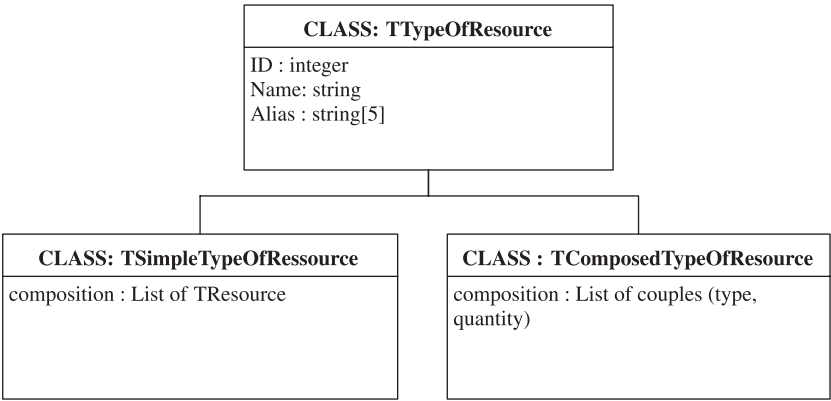 CLASS: TTypeOfResource
ID : integer
Name: string
Alias : string[5]
CLASS: TSimpleTypeOfRessource
composition : List of TResource
CLASS : TComposedTypeOfResource
composition : List of couples (type,
quantity)